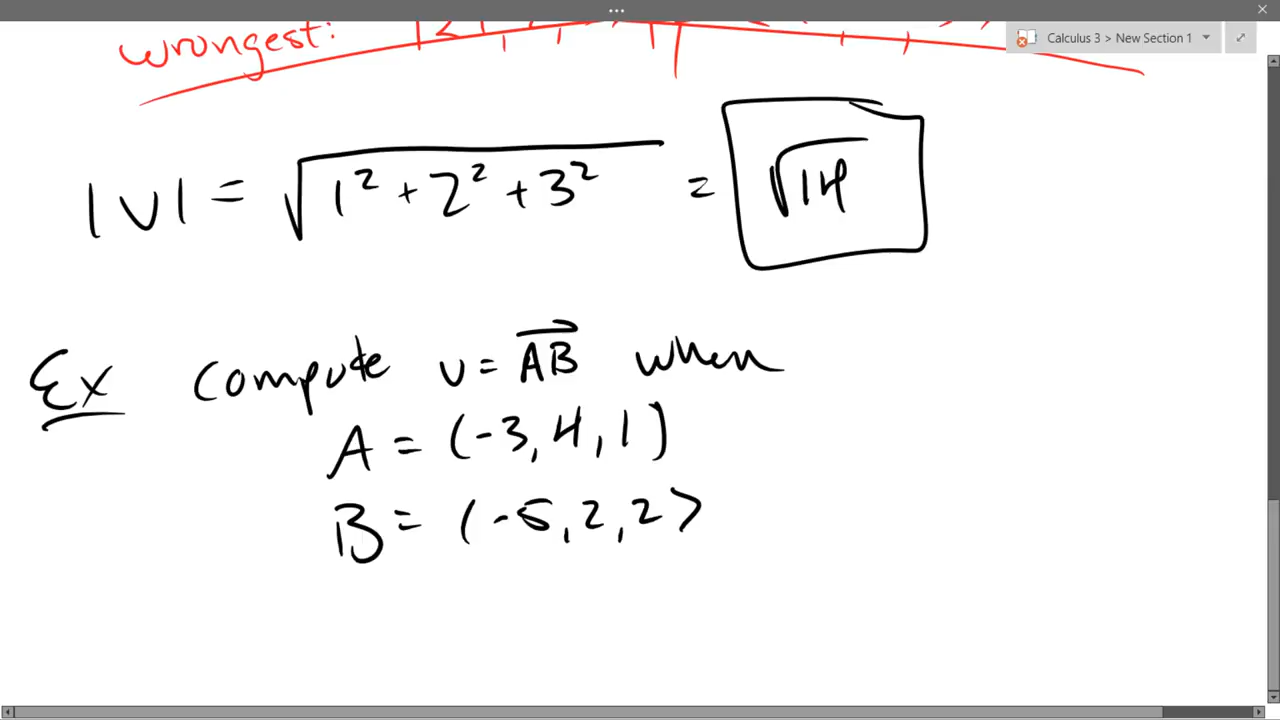 Calculus 3 > New Section 1
wrongest:
|v| = √1² + 2² + 3² = √14
Ex compute v = AB when
A = (-3, 4, 1)
B = (-5, 2, 2>